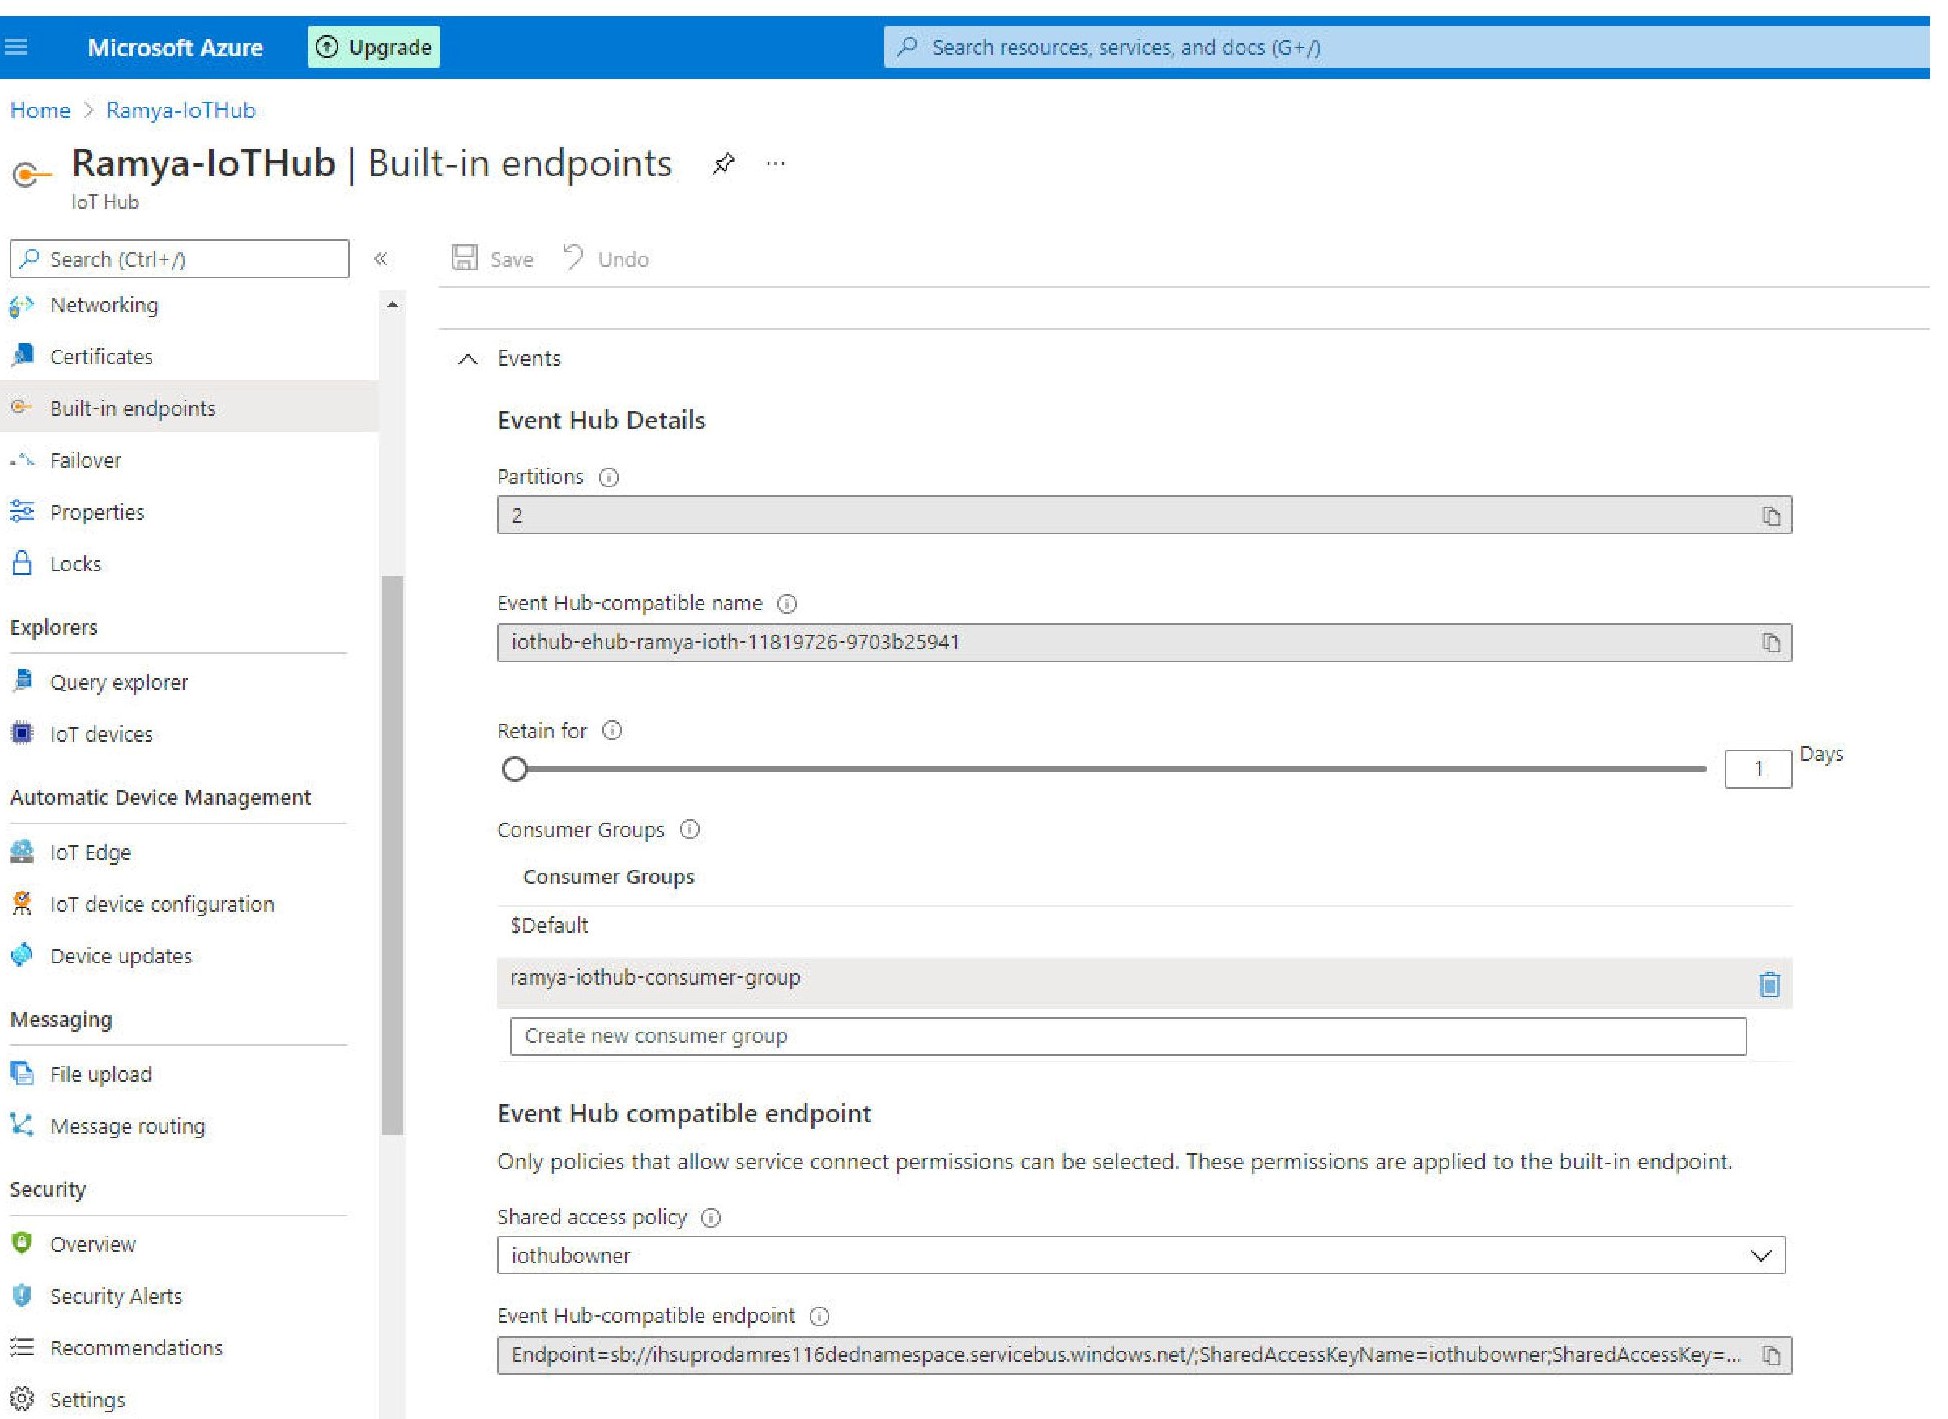 Microsoft Azure
Upgrade
Search resources, services, and docs (G+/)
Home > Ramya-IoTHub
Ramya-IoTHub | Built-in endpoints ...
IoT Hub
Search (Ctrl+/)
«
Save
Undo
Networking
Certificates
Built-in endpoints
Failover
Properties
Locks
Explorers
Query explorer
IoT devices
Automatic Device Management
IoT Edge
IoT device configuration
Device updates
Messaging
File upload
Message routing
Security
Overview
Security Alerts
Recommendations
Settings
Events
Event Hub Details
Partitions
2
Event Hub-compatible name
iothub-ehub-ramya-ioth-11819726-9703b25941
Retain for
1 Days
Consumer Groups
Consumer Groups
$Default
ramya-iothub-consumer-group
Create new consumer group
Event Hub compatible endpoint
Only policies that allow service connect permissions can be selected. These permissions are applied to the built-in endpoint.
Shared access policy
iothubowner
Event Hub-compatible endpoint
Endpoint=sb://ihsuprodamres116dednamespace.servicebus.windows.net/;SharedAccessKeyName=iothubowner;SharedAccessKey=...